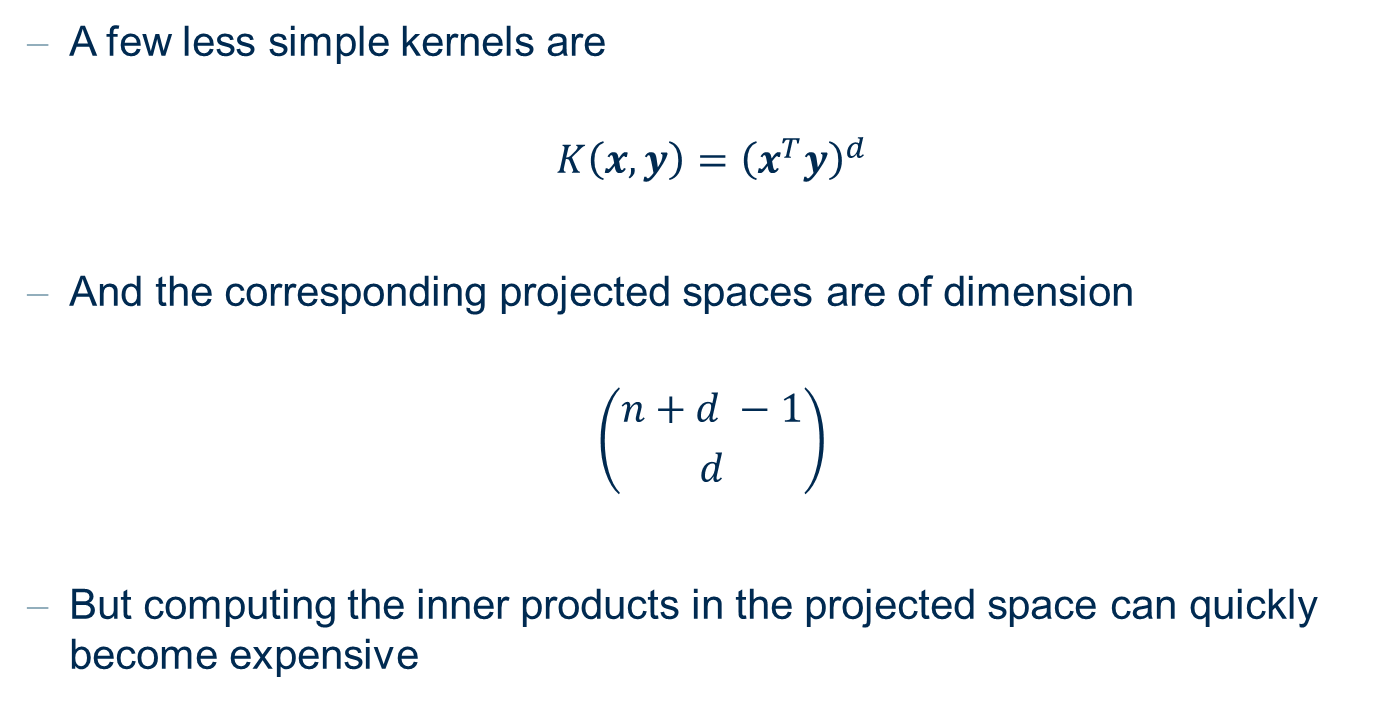 – A few less simple kernels are
K(x, y) = (xᵀy)ᵈ
– And the corresponding projected spaces are of dimension
(n + d − 1
d)
– But computing the inner products in the projected space can quickly
become expensive